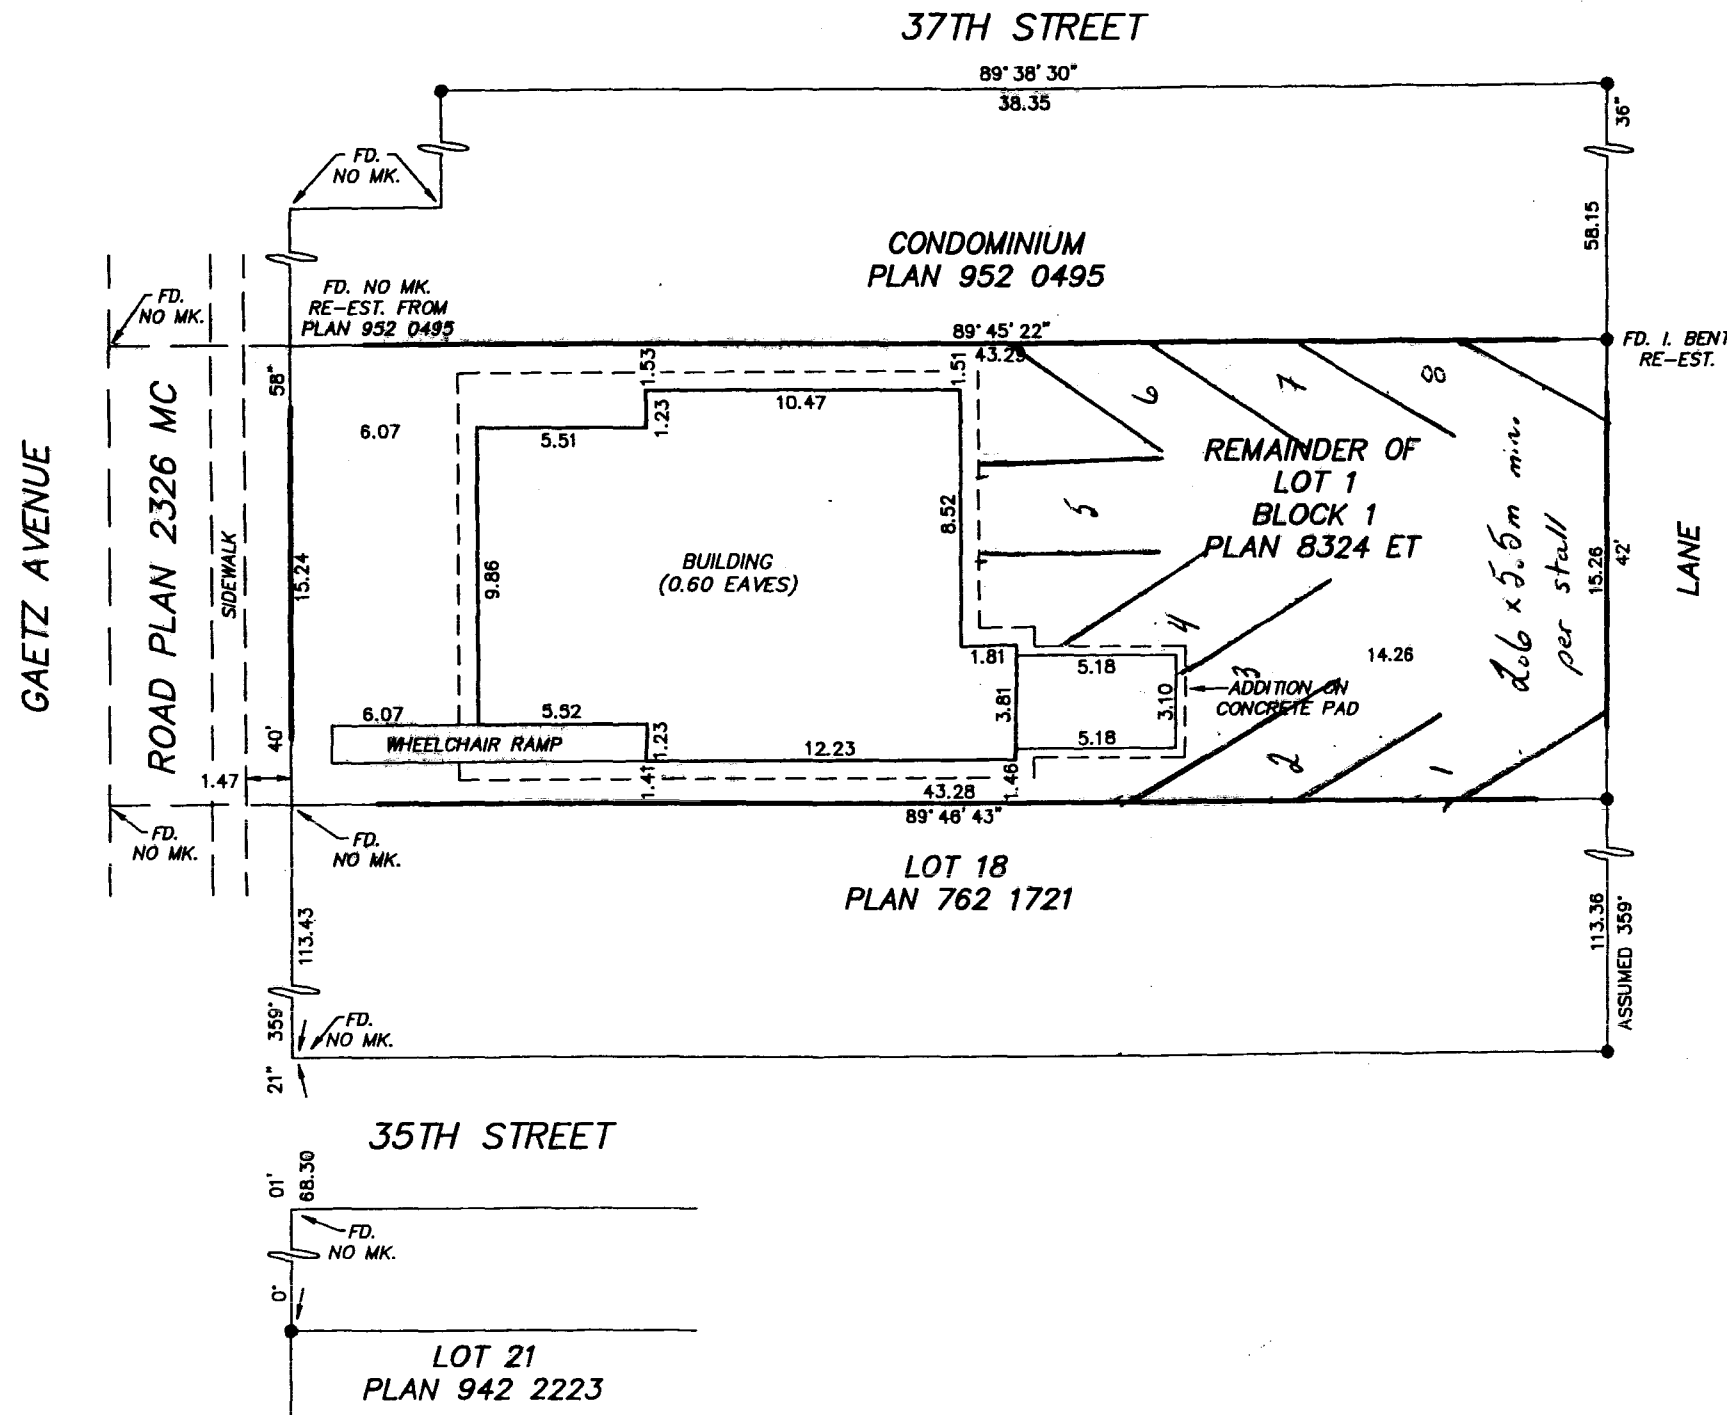 37TH STREET
89° 38' 30"
38.35
36"
FD.
NO MK.
58.15
CONDOMINIUM
PLAN 952 0495
FD. NO MK.
RE-EST. FROM
PLAN 952 0495
FD.
NO MK.
89° 45' 22"
43.29
FD. I. BENT
RE-EST.
58"
1.53
1.51
10.47
1.23
6.07
5.51
6
7
8
GAETZ AVENUE
ROAD PLAN 2326 MC
SIDEWALK
15.24
9.86
BUILDING
(0.60 EAVES)
8.52
5
REMAINDER OF
LOT 1
BLOCK 1
PLAN 8324 ET
2.6 x 5.5m min.
per stall
15.26
42'
LANE
4
1.81
5.18
14.26
3
3.81
3.10
ADDITION ON
CONCRETE PAD
5.18
6.07
5.52
40'
WHEELCHAIR RAMP
1.23
12.23
2
1
1.47
1.41
1.46
43.28
89° 46' 43"
FD.
NO MK.
FD.
NO MK.
LOT 18
PLAN 762 1721
113.43
113.36
ASSUMED 359°
359°
FD.
NO MK.
21"
35TH STREET
01'
68.30
FD.
NO MK.
0°
LOT 21
PLAN 942 2223